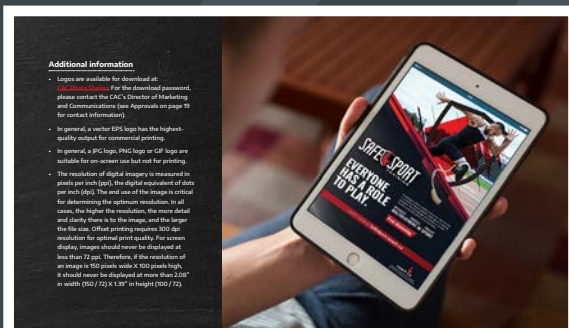 Additional information
• Logos are available for download at:
CAC Photo Shelter. For the download password,
please contact the CAC's Director of Marketing
and Communications (see Approvals on page 19
for contact information).
• In general, a vector EPS logo has the highest-
quality output for commercial printing.
• In general, a JPG logo, PNG logo or GIF logo are
suitable for on-screen use but not for printing.
• The resolution of digital imagery is measured in
pixels per inch (ppi), the digital equivalent of dots
per inch (dpi). The end use of the image is critical
for determining the optimum resolution. In all
cases, the higher the resolution, the more detail
and clarity there is to the image, and the larger
the file size. Offset printing requires 300 dpi
resolution for optimal print quality. For screen
display, images should never be displayed at
less than 72 ppi. Therefore, if the resolution of
an image is 150 pixels wide X 100 pixels high,
it should never be displayed at more than 2.08"
in width (150 / 72) X 1.39" in height (100 / 72).
SAFE SPORT
EVERYONE
HAS A ROLE
TO PLAY.